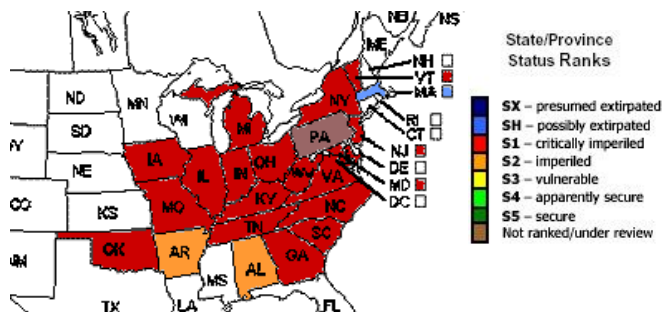 NB
NS
ME
NH
VT
MA
RI
CT
NJ
DE
MD
DC
ND
MN
SD
WI
NY
MI
PA
NE
IA
IL
IN
OH
WV
VA
CO
KS
MO
KY
NC
TN
OK
AR
SC
MS
AL
GA
TX
LA
FL
State/Province
Status Ranks
SX – presumed extirpated
SH – possibly extirpated
S1 – critically imperiled
S2 – imperiled
S3 – vulnerable
S4 – apparently secure
S5 – secure
Not ranked/under review